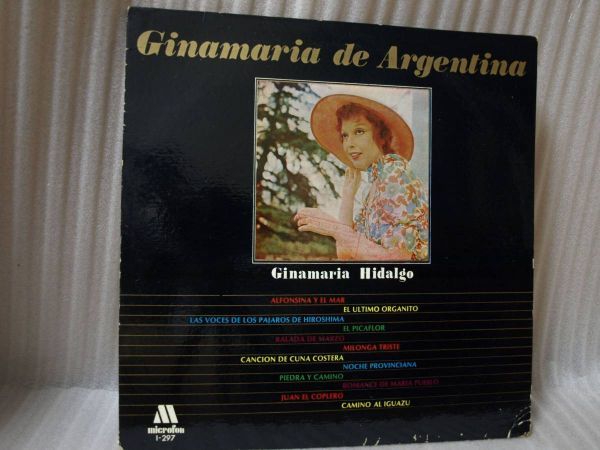 Ginamaria de Argentina
Ginamaria Hidalgo
ALFONSINA Y EL MAR
EL ULTIMO ORGANITO
LAS VOCES DE LOS PAJAROS DE HIROSHIMA
EL PICAFLOR
BALADA DE MARZO
MILONGA TRISTE
CANCION DE CUNA COSTERA
NOCHE PROVINCIANA
PIEDRA Y CAMINO
ROMANCE DE MARIA PUEBLO
JUAN EL COPLERO
CAMINO AL IGUAZU
microfon
I-297